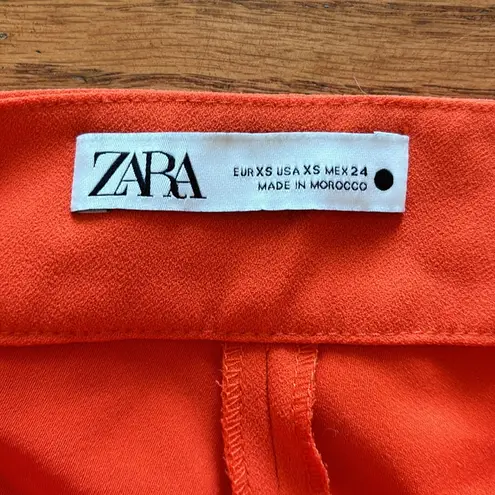 ZARA
EUR XS USA XS MEX 24
MADE IN MOROCCO